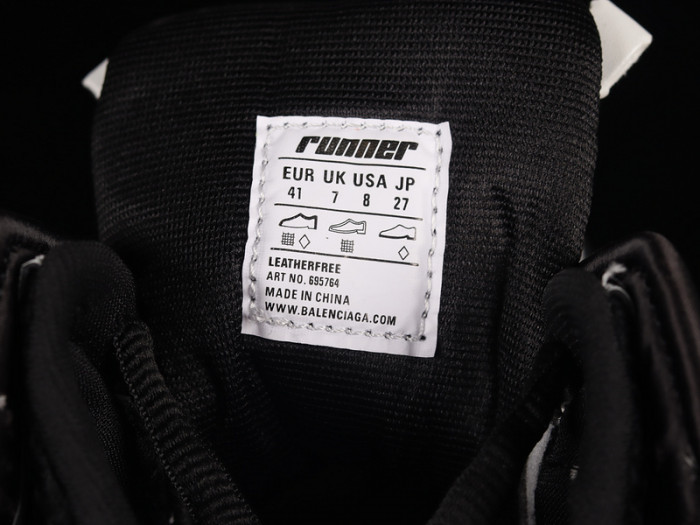 runner
EUR UK USA JP
41 7 8 27
LEATHERFREE
ART NO. 695764
MADE IN CHINA
WWW.BALENCIAGA.COM